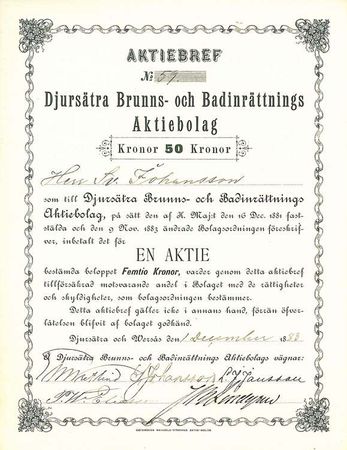 AKTIEBREF
№ 59.
Djursätra Brunns- och Badinrättnings
Aktiebolag
Kronor 50 Kronor
Herr Sv. Johansson
som till Djursätra Brunns- och Badinrättnings
Aktiebolag, på sätt den af K. Majst den 16 Dec. 1881 fast-
stälda och den 9 Nov. 1883 ändrade Bolagsordningen föreskrif-
ver, inbetalt det för
EN AKTIE
bestämda beloppet Femtio Kronor, varder genom detta aktiebref
tillförsäkrad motsvarande andel i Bolaget med de rättigheter
och skyldigheter, som bolagsordningen bestämmer.
Detta aktiebref gäller icke i annans hand, förrän öfver-
låtelsen blifvit af bolaget godkänd.
Djursätra och Wersås den 1 December 1883.
Djursätra Brunns- och Badinrättnings Aktiebolags vägnar:
Johansson Jönsson